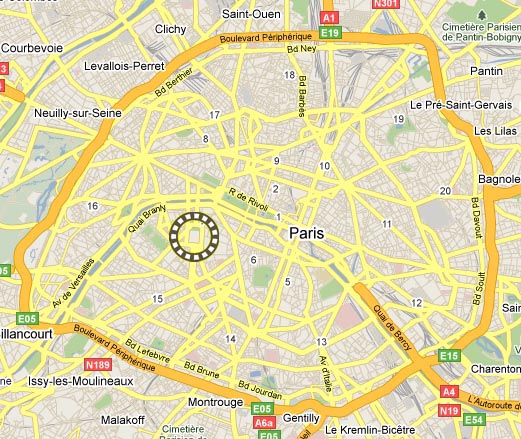 N301
Saint-Ouen
A1
E19
Cimetière Parisien
de Pantin-Bobigny
Clichy
Boulevard Périphérique
Bd Ney
Courbevoie
Levallois-Perret
Bd Berthier
18
Bd Barbès
Pantin
Neuilly-sur-Seine
17
Le Pré-Saint-Gervais
Les Lilas
9
10
8
2
R de Rivoli
20
Bagnole
16
Quai Branly
1
Paris
11
Bd Davout
Av de Versailles
6
15
5
12
Bd Soult
Quai de Bercy
E05
illancourt
Boulevard Périphérique
14
13
Bd Lefebvre
Bd Brune
Bd Jourdan
Av d'Italie
E15
N189
Issy-les-Moulineaux
Charenton
A4
L'Autoroute de
N19
E54
Montrouge
E05
Malakoff
A6a
Gentilly
Cimetière
E05
Le Kremlin-Bicêtre